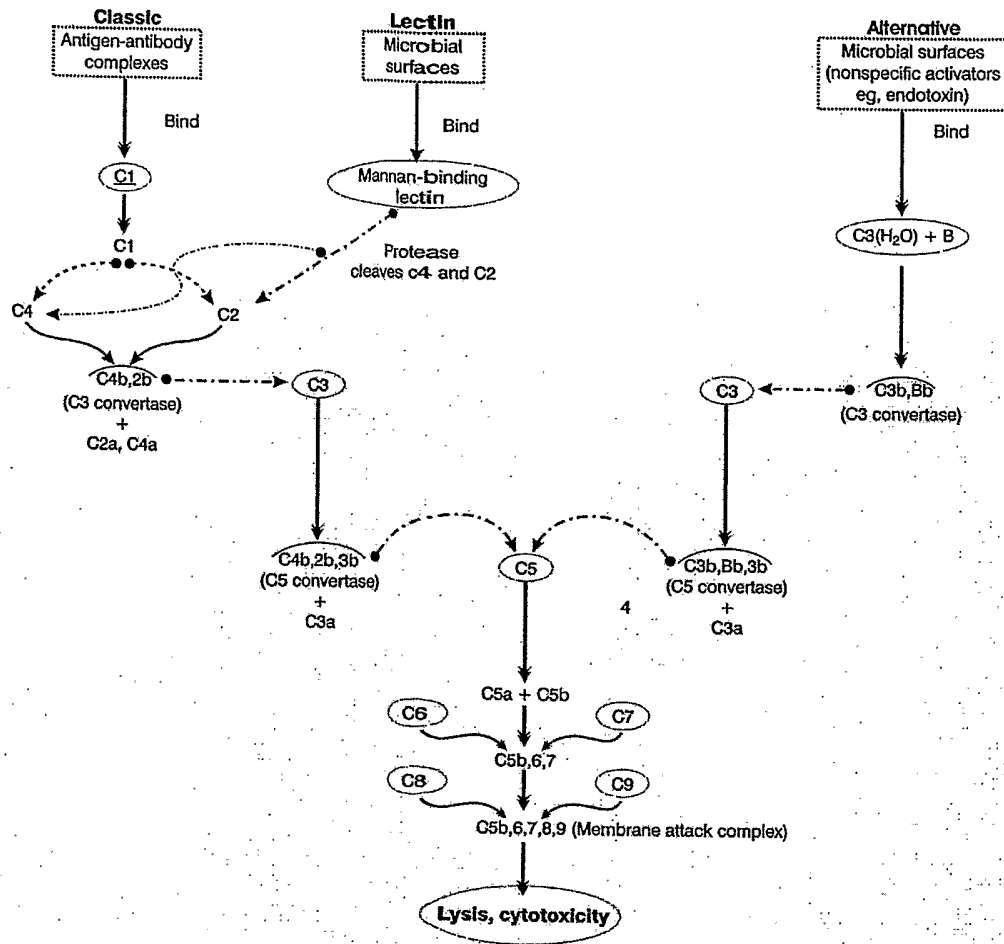 Classic
Antigen-antibody
complexes
Bind
C1
C1
C4
C2
C4b,2b
(C3 convertase)
+
C2a, C4a
Lectin
Microbial
surfaces
Bind
Mannan-binding
lectin
Protease
cleaves c4 and C2
C3
C4b,2b,3b
(C5 convertase)
+
C3a
Alternative
Microbial surfaces
(nonspecific activators
eg, endotoxin)
Bind
C3(H₂O) + B
C3b,Bb
(C3 convertase)
C3
C3b,Bb,3b
(C5 convertase)
+
C3a
4
C5
C5a + C5b
C6
C7
C5b,6,7
C8
C9
C5b,6,7,8,9 (Membrane attack complex)
Lysis, cytotoxicity